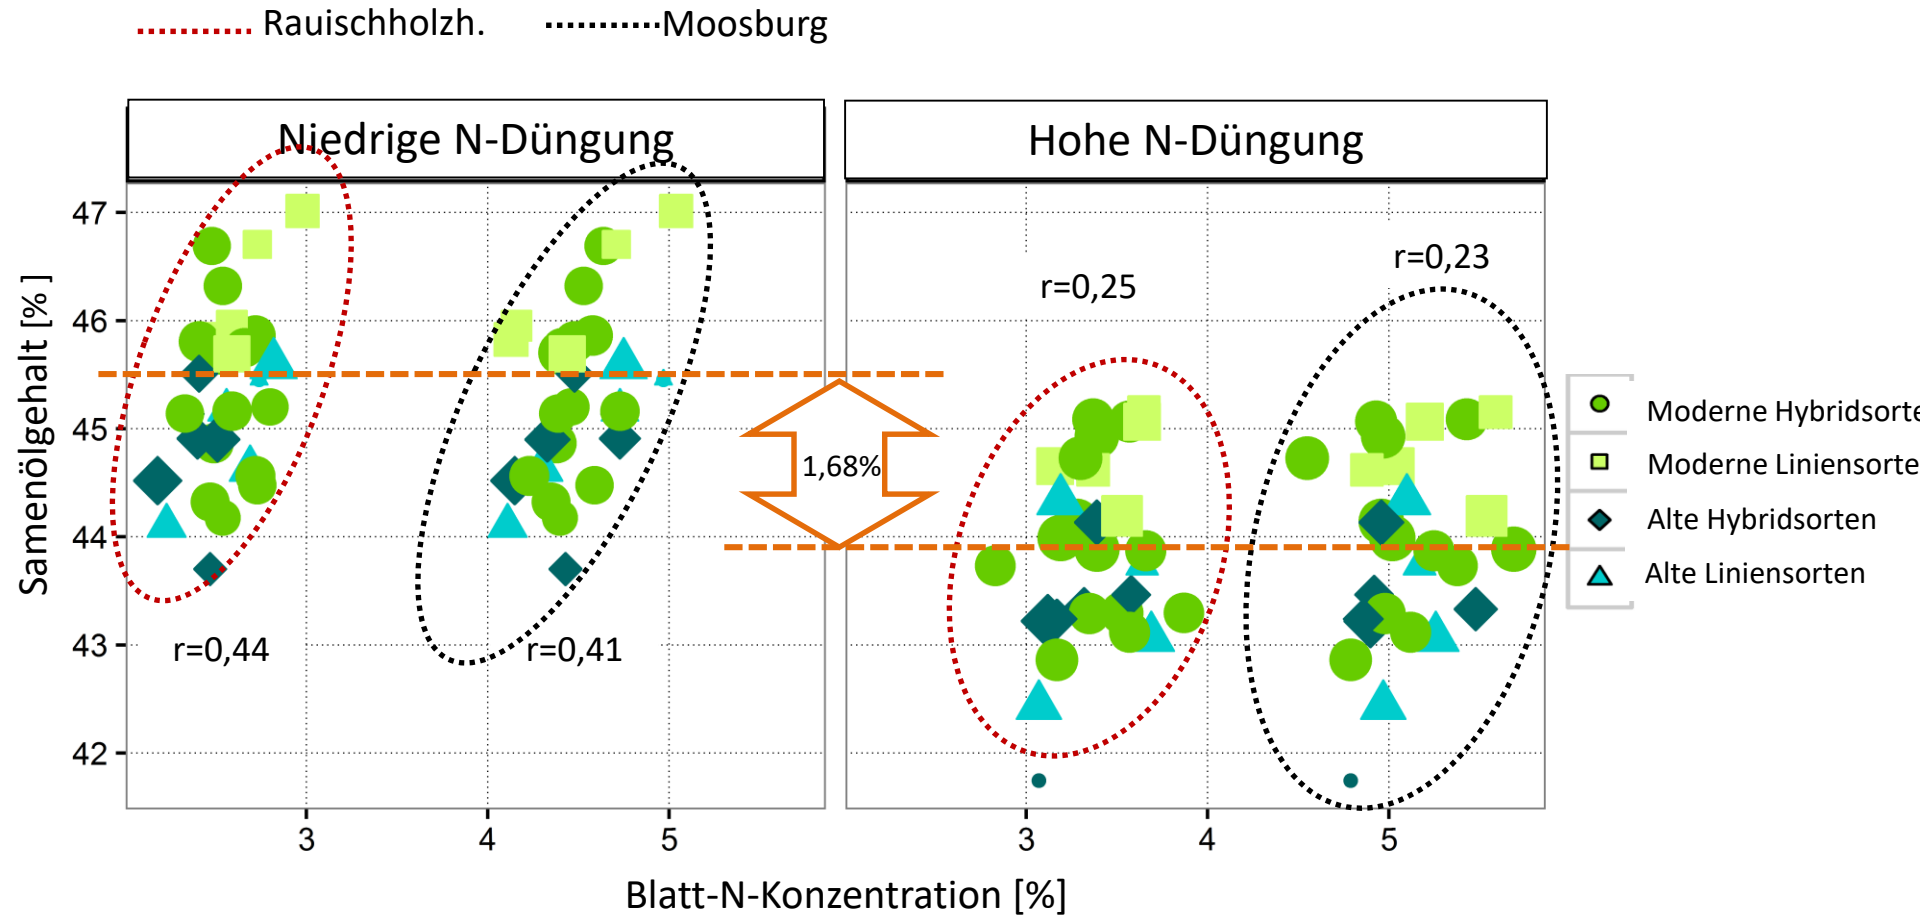 Rauischholzh. Moosburg
Niedrige N-Düngung Hohe N-Düngung
Samenölgehalt [%]
47
46
45
44
43
42
r=0,44
r=0,41
r=0,25
r=0,23
1,68%
3 4 5 3 4 5
Blatt-N-Konzentration [%]
Moderne Hybridsorte
Moderne Liniensorte
Alte Hybridsorten
Alte Liniensorten